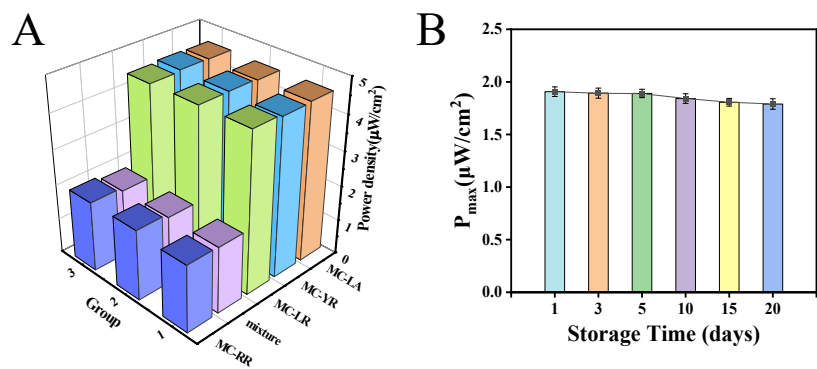 A
5
4
3
2
1
0
Power density(μW/cm²)
3
2
1
Group
MC-RR
mixture
MC-LR
MC-YR
MC-LA
B
2.5
2.0
1.5
1.0
0.5
0.0
Pmax(μW/cm²)
1 3 5 10 15 20
Storage Time (days)